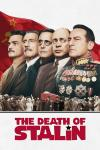 THE DEATH OF STALIN